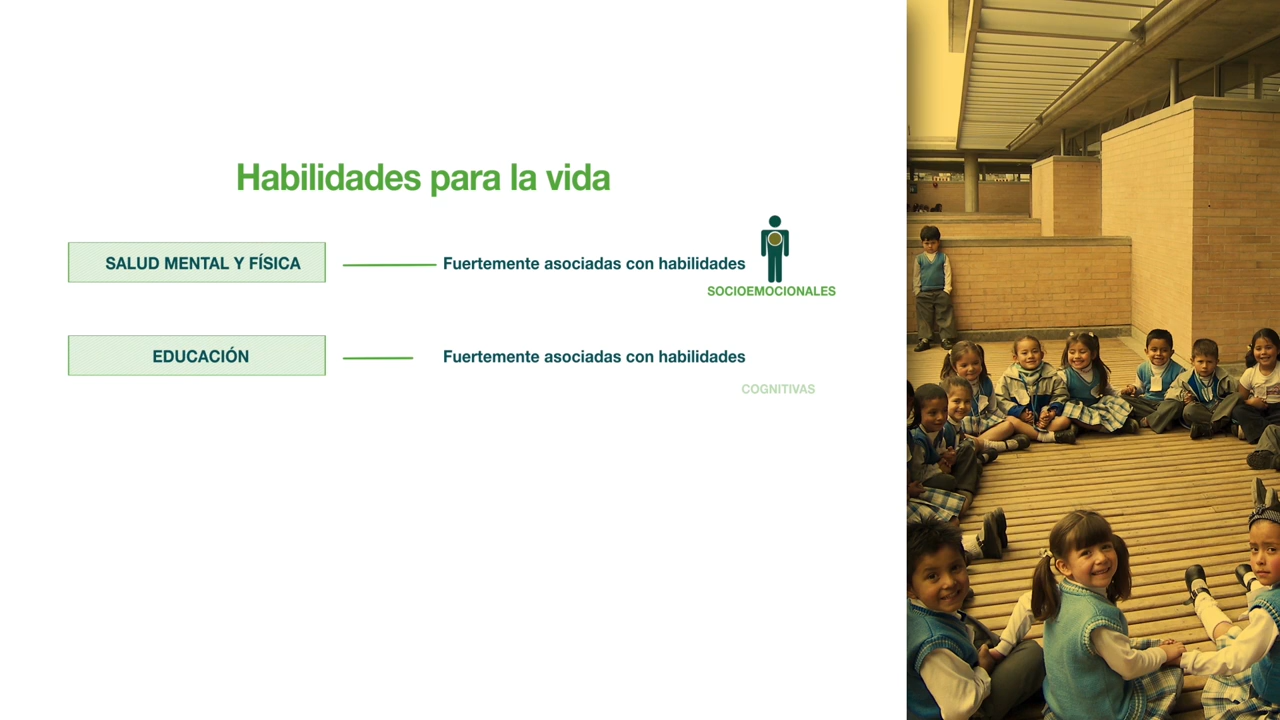 Habilidades para la vida
SALUD MENTAL Y FÍSICA
Fuertemente asociadas con habilidades
SOCIOEMOCIONALES
EDUCACIÓN
Fuertemente asociadas con habilidades
COGNITIVAS